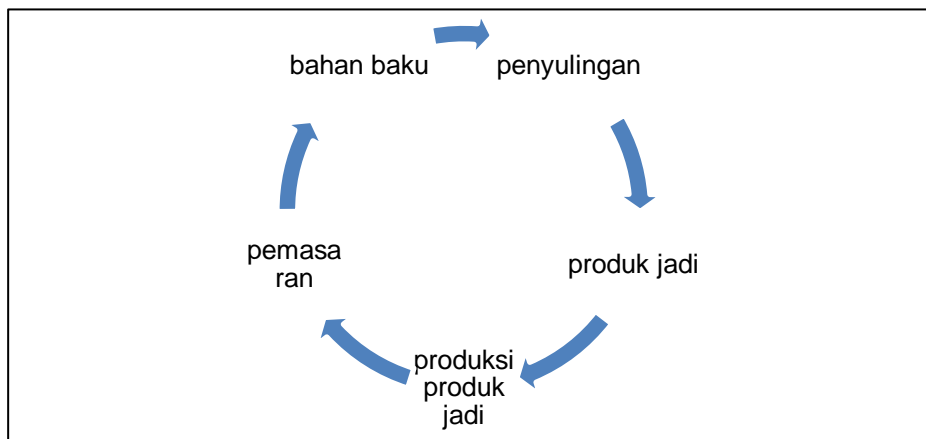 bahan baku
penyulingan
produk jadi
produksi
produk
jadi
pemasa
ran